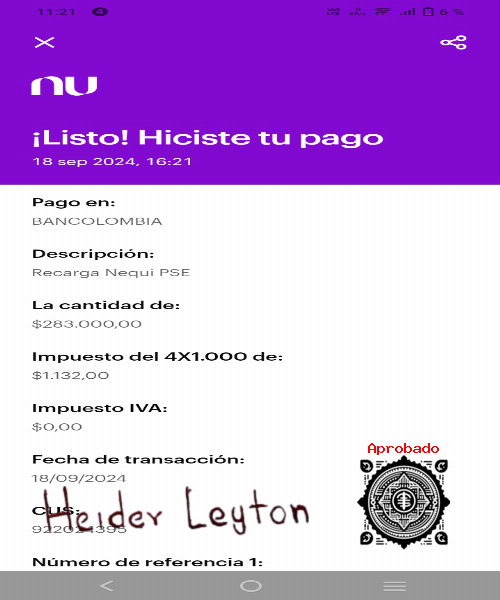 11:21
6 %
nu
¡Listo! Hiciste tu pago
18 sep 2024, 16:21
Pago en:
BANCOLOMBIA
Descripción:
Recarga Nequi PSE
La cantidad de:
$283.000,00
Impuesto del 4X1.000 de:
$1.132,00
Impuesto IVA:
$0,00
Aprobado
Fecha de transacción:
18/09/2024
Heider Leyton
CUS:
Número de referencia 1: